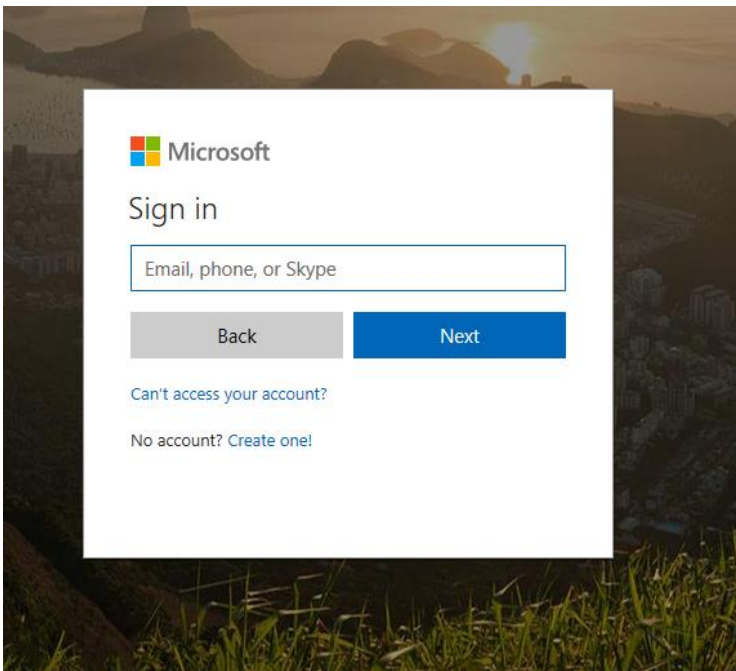 Microsoft
Sign in
Email, phone, or Skype
Back Next
Can't access your account?
No account? Create one!